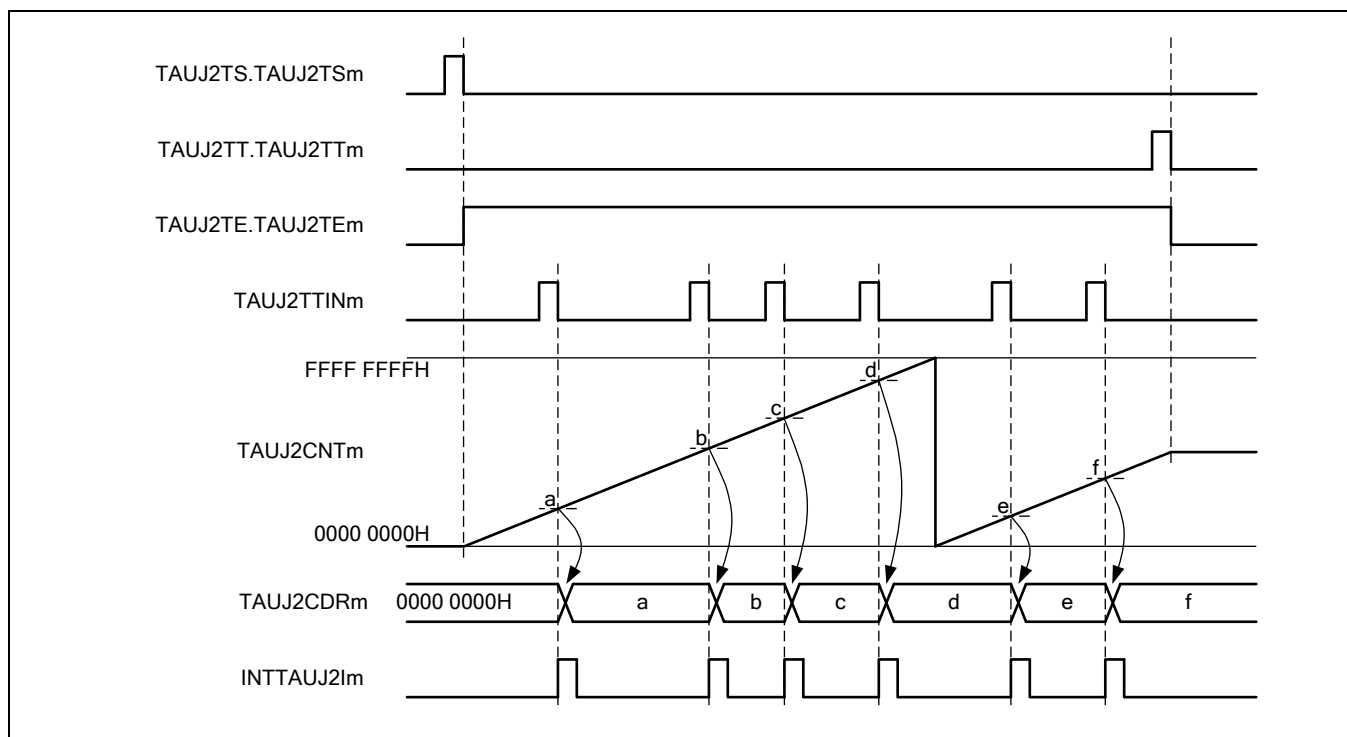 TAUJ2TS.TAUJ2TSm
TAUJ2TT.TAUJ2TTm
TAUJ2TE.TAUJ2TEm
TAUJ2TTINm
FFFF FFFFH
TAUJ2CNTm
0000 0000H
a
b
c
d
e
f
TAUJ2CDRm 0000 0000H a b c d e f
INTTAUJ2Im